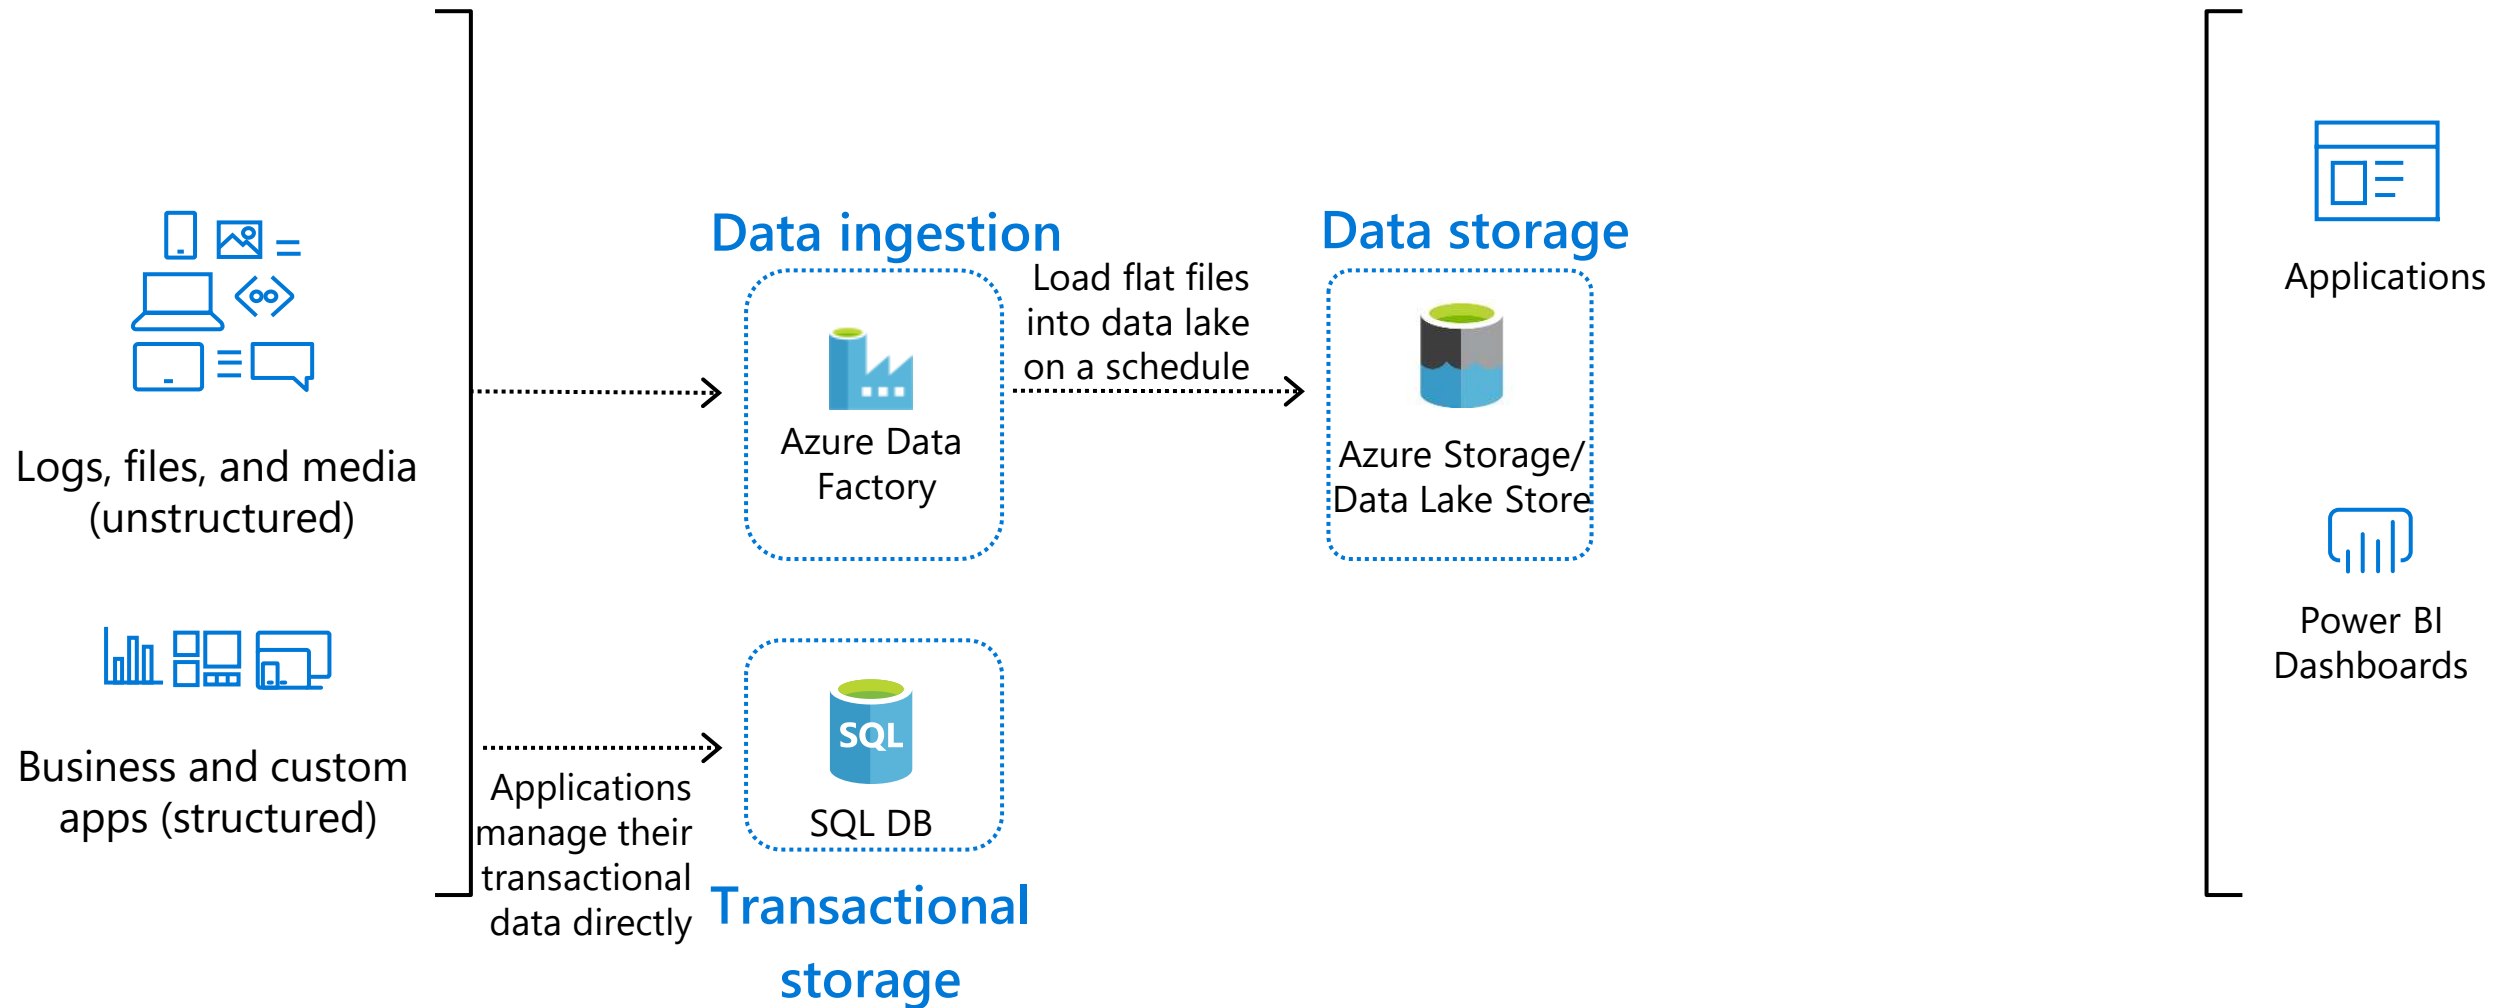 Logs, files, and media
(unstructured)
Business and custom
apps (structured)
Applications
manage their
transactional
data directly
Data ingestion
Azure Data
Factory
Load flat files
into data lake
on a schedule
SQL
SQL DB
Transactional
storage
Data storage
Azure Storage/
Data Lake Store
Applications
Power BI
Dashboards